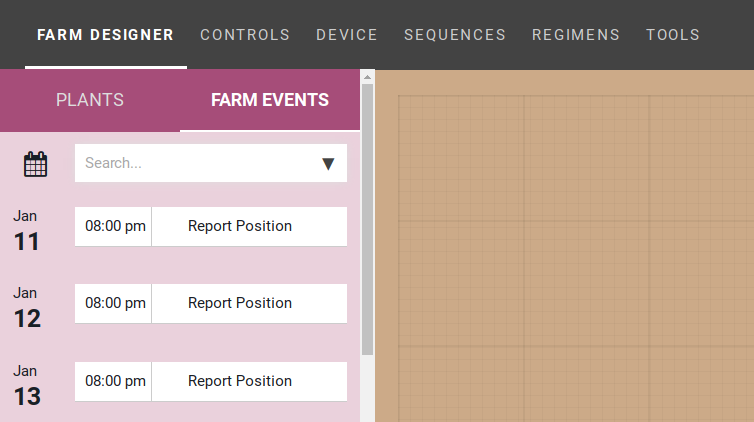 FARM DESIGNER CONTROLS DEVICE SEQUENCES REGIMENS TOOLS
PLANTS FARM EVENTS
Search...
Jan
11 08:00 pm Report Position
Jan
12 08:00 pm Report Position
Jan
13 08:00 pm Report Position